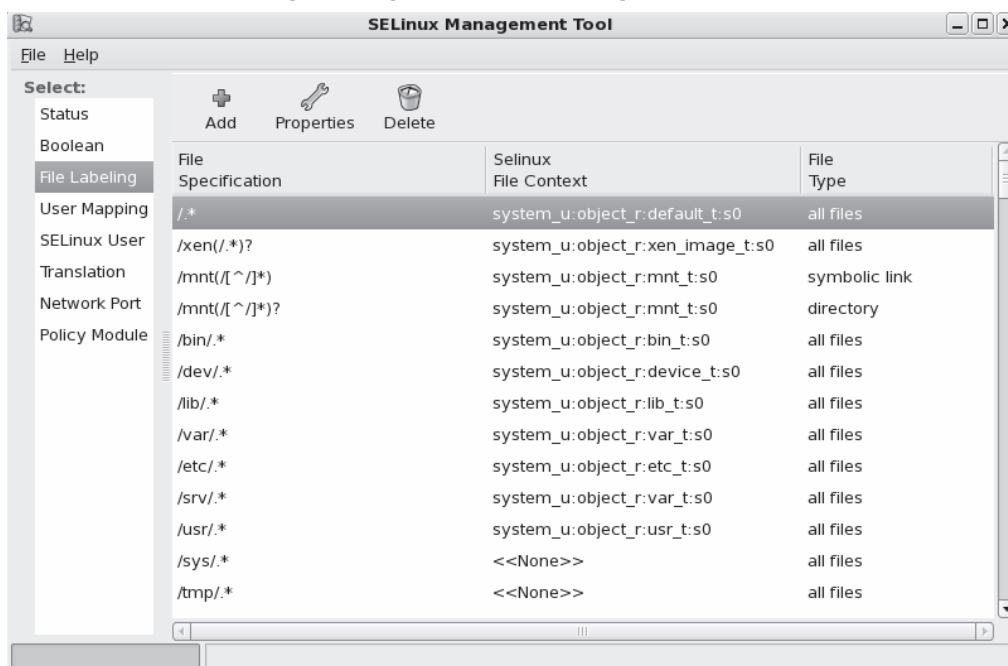 SELinux Management Tool
File Help
Select:
Status
Boolean
File Labeling
User Mapping
SELinux User
Translation
Network Port
Policy Module
Add Properties Delete
File Specification Selinux File Context File Type
/.* system_u:object_r:default_t:s0 all files
/xen(/.*)? system_u:object_r:xen_image_t:s0 all files
/mnt(/[^/]*) system_u:object_r:mnt_t:s0 symbolic link
/mnt(/[^/]*)? system_u:object_r:mnt_t:s0 directory
/bin/.* system_u:object_r:bin_t:s0 all files
/dev/.* system_u:object_r:device_t:s0 all files
/lib/.* system_u:object_r:lib_t:s0 all files
/var/.* system_u:object_r:var_t:s0 all files
/etc/.* system_u:object_r:etc_t:s0 all files
/srv/.* system_u:object_r:var_t:s0 all files
/usr/.* system_u:object_r:usr_t:s0 all files
/sys/.* <<None>> all files
/tmp/.* <<None>> all files